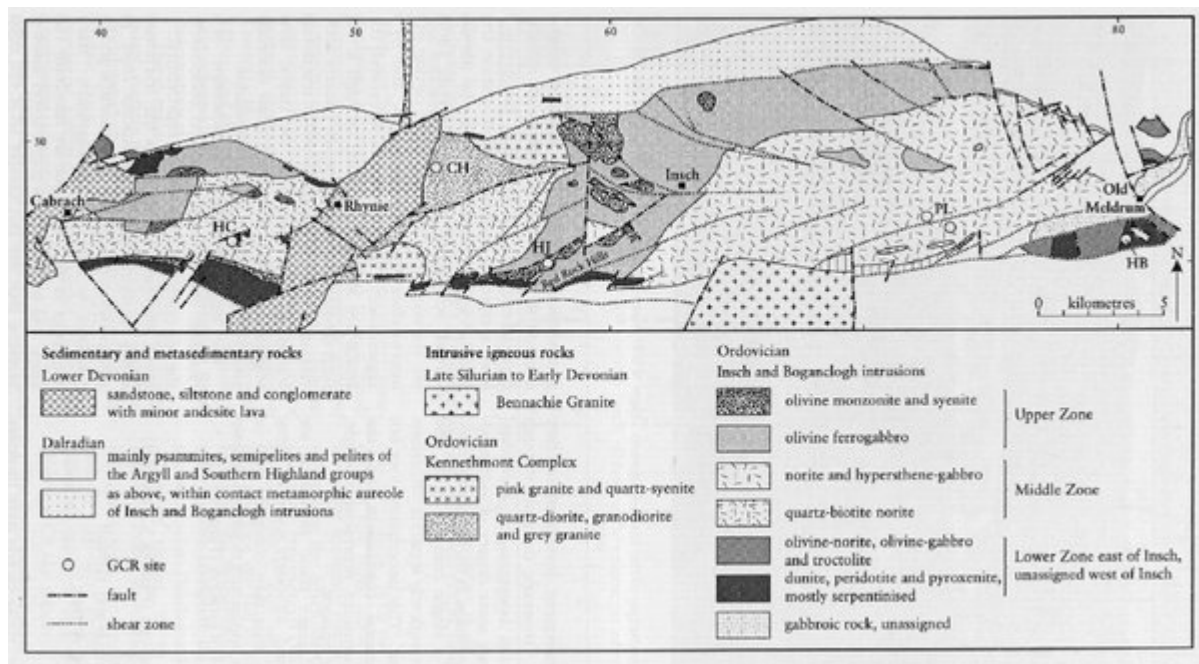 40
50
60
80
50
Cabrach
Rhynie
CH
HC
Insch
HI
Red Rock Hills
PL
Old
Meldrum
HB
N
0 kilometres 5
Sedimentary and metasedimentary rocks
Lower Devonian
sandstone, siltstone and conglomerate
with minor andesite lava
Dalradian
mainly psammites, semipelites and pelites of
the Argyll and Southern Highland groups
as above, within contact metamorphic aureole
of Insch and Boganclogh intrusions
GCR site
fault
shear zone
Intrusive igneous rocks
Late Silurian to Early Devonian
Bennachie Granite
Ordovician
Kennethmont Complex
pink granite and quartz-syenite
quartz-diorite, granodiorite
and grey granite
Ordovician
Insch and Boganclogh intrusions
olivine monzonite and syenite
olivine ferrogabbro
Upper Zone
norite and hypersthene-gabbro
quartz-biotite norite
Middle Zone
olivine-norite, olivine-gabbro
and troctolite
dunite, peridotite and pyroxenite,
mostly serpentinised
Lower Zone east of Insch,
unassigned west of Insch
gabbroic rock, unassigned